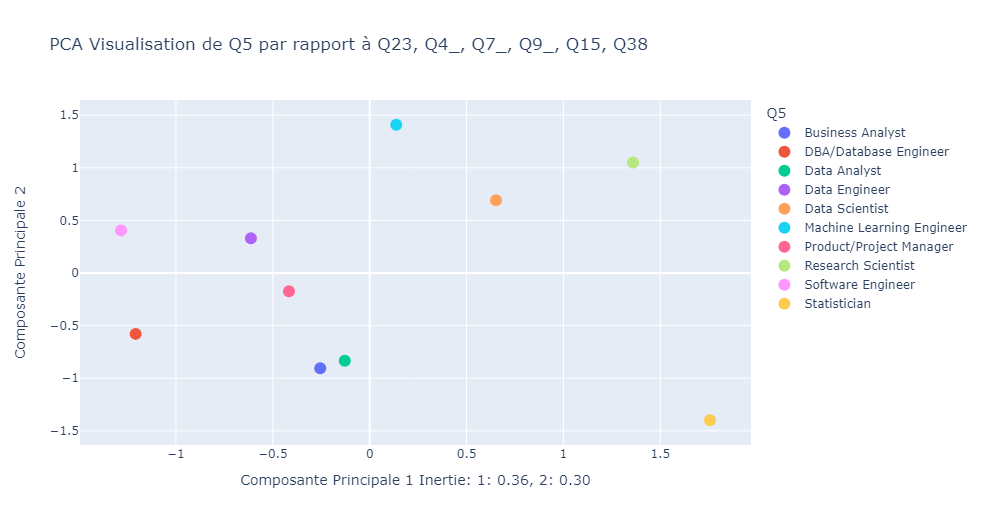 PCA Visualisation de Q5 par rapport à Q23, Q4_, Q7_, Q9_, Q15, Q38
Composante Principale 2
1.5
1
0.5
0
−0.5
−1
−1.5
−1
−0.5
0
0.5
1
1.5
Composante Principale 1 Inertie: 1: 0.36, 2: 0.30
Q5
Business Analyst
DBA/Database Engineer
Data Analyst
Data Engineer
Data Scientist
Machine Learning Engineer
Product/Project Manager
Research Scientist
Software Engineer
Statistician